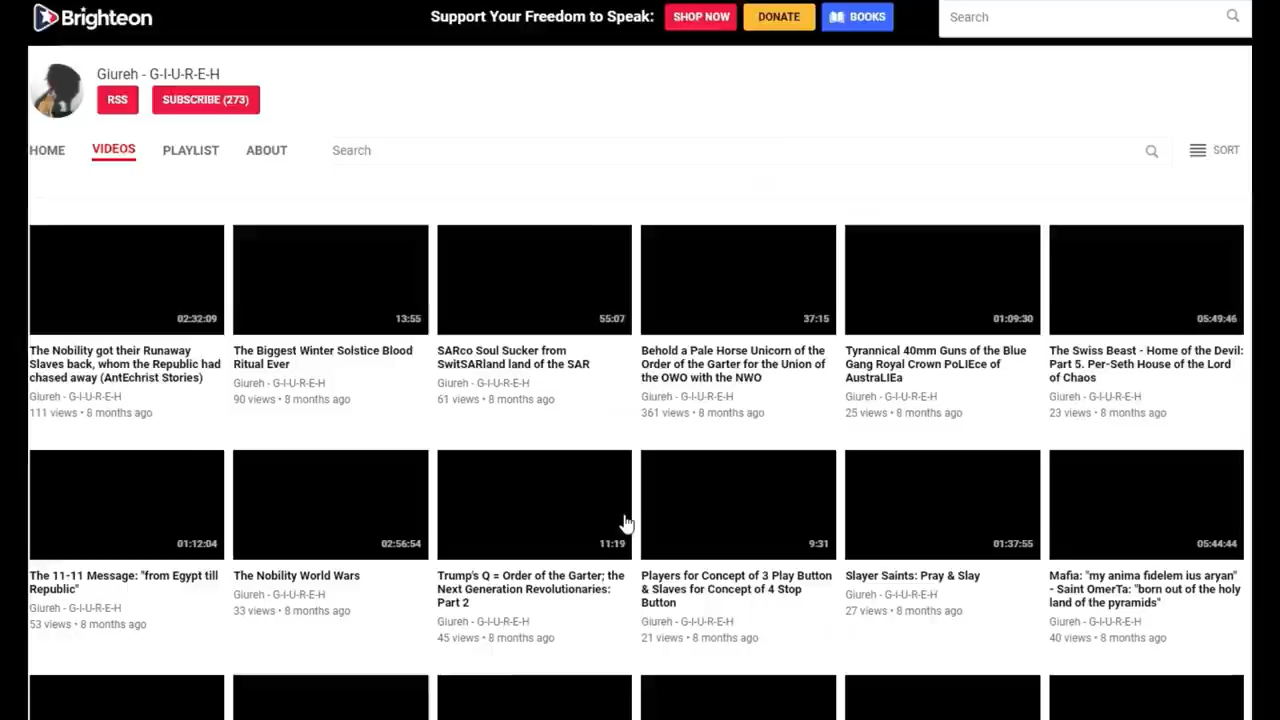 Brighteon
Support Your Freedom to Speak:
SHOP NOW
DONATE
BOOKS
Search
Giureh - G-I-U-R-E-H
RSS
SUBSCRIBE (273)
HOME
VIDEOS
PLAYLIST
ABOUT
Search
SORT
02:32:09
The Nobility got their Runaway
Slaves back, whom the Republic had
chased away (AntEchrist Stories)
Giureh - G-I-U-R-E-H
111 views • 8 months ago
13:55
The Biggest Winter Solstice Blood
Ritual Ever
Giureh - G-I-U-R-E-H
90 views • 8 months ago
55:07
SARco Soul Sucker from
SwitSARland land of the SAR
Giureh - G-I-U-R-E-H
61 views • 8 months ago
37:15
Behold a Pale Horse Unicorn of the
Order of the Garter for the Union of
the OWO with the NWO
Giureh - G-I-U-R-E-H
361 views • 8 months ago
01:09:30
Tyrannical 40mm Guns of the Blue
Gang Royal Crown PoLIEce of
AustraLIEa
Giureh - G-I-U-R-E-H
25 views • 8 months ago
05:49:46
The Swiss Beast - Home of the Devil:
Part 5. Per-Seth House of the Lord
of Chaos
Giureh - G-I-U-R-E-H
23 views • 8 months ago
01:12:04
The 11-11 Message: "from Egypt till
Republic"
Giureh - G-I-U-R-E-H
53 views • 8 months ago
02:56:54
The Nobility World Wars
Giureh - G-I-U-R-E-H
33 views • 8 months ago
11:19
Trump's Q = Order of the Garter; the
Next Generation Revolutionaries:
Part 2
Giureh - G-I-U-R-E-H
45 views • 8 months ago
9:31
Players for Concept of 3 Play Button
& Slaves for Concept of 4 Stop
Button
Giureh - G-I-U-R-E-H
21 views • 8 months ago
01:37:55
Slayer Saints: Pray & Slay
Giureh - G-I-U-R-E-H
27 views • 8 months ago
05:44:44
Mafia: "my anima fidelem ius aryan"
- Saint OmerTa: "born out of the holy
land of the pyramids"
Giureh - G-I-U-R-E-H
40 views • 8 months ago